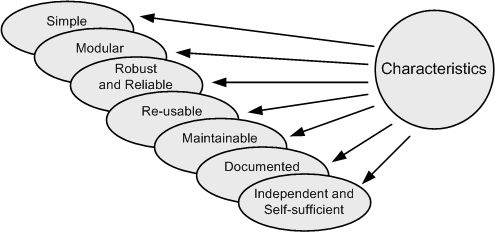 Simple
Modular
Robust
and Reliable
Re-usable
Maintainable
Documented
Independent and
Self-sufficient
Characteristics